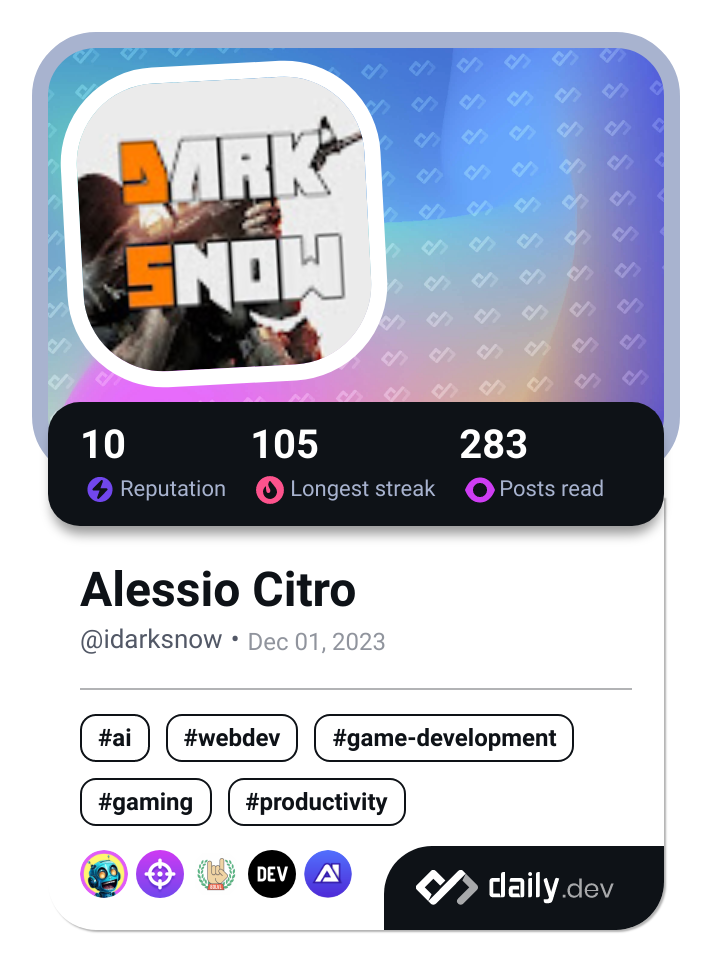 DARK
SNOW
10 105 283
Reputation Longest streak Posts read
Alessio Citro
@idarksnow • Dec 01, 2023
#ai #webdev #game-development
#gaming #productivity
DEV
daily.dev